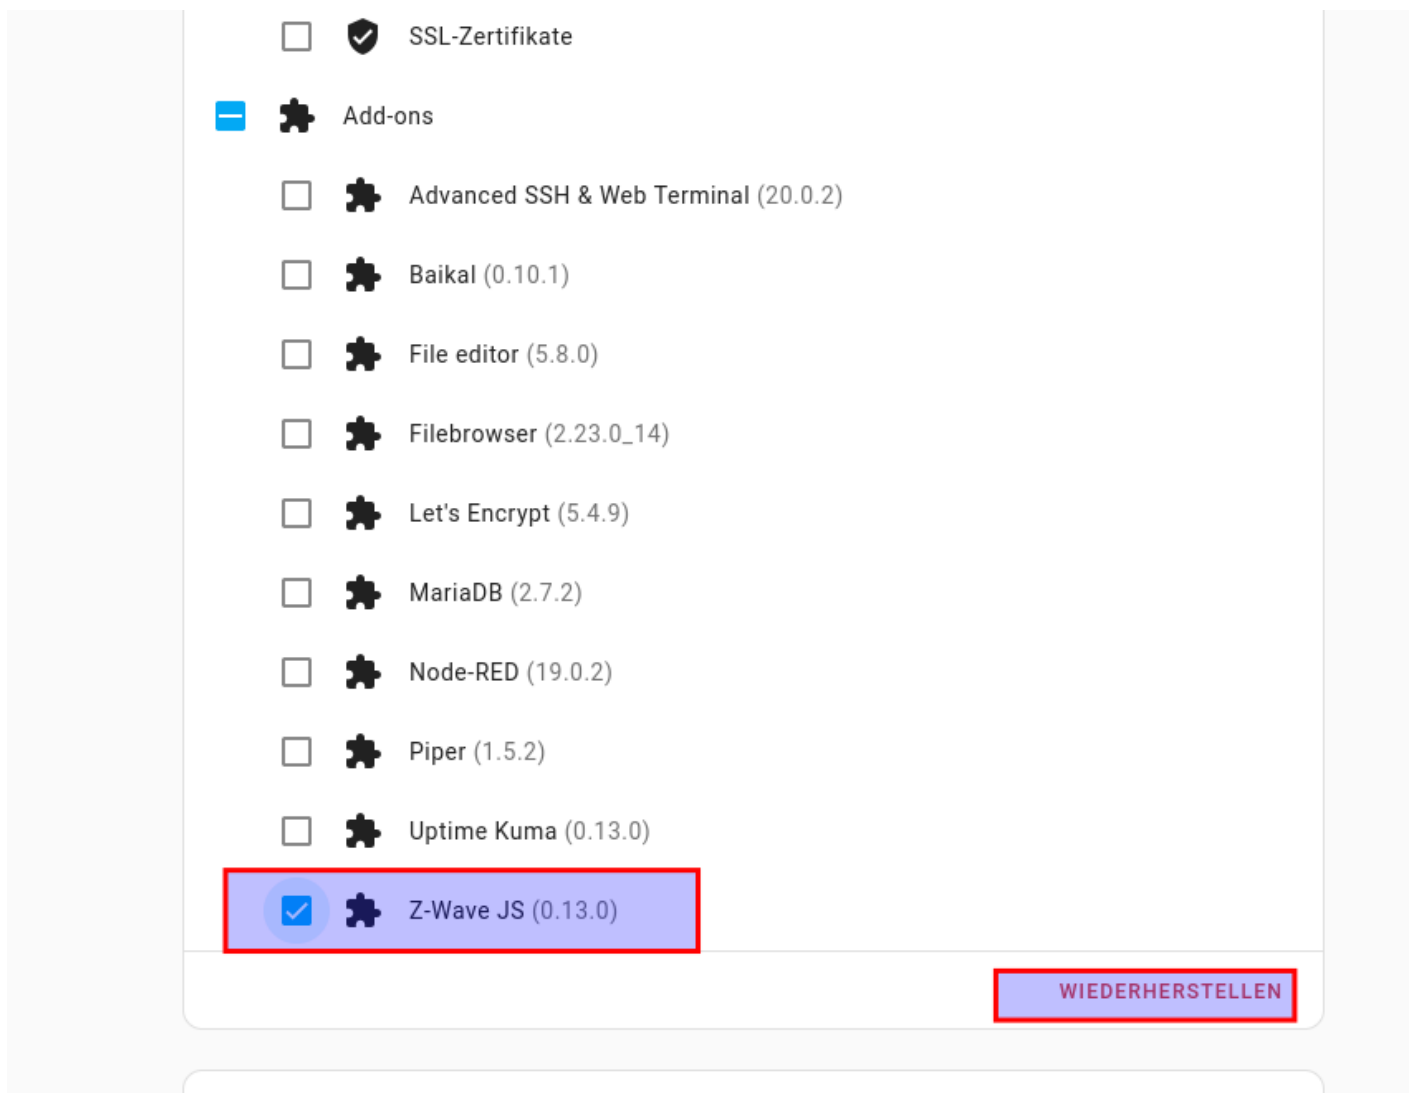 SSL-Zertifikate
Add-ons
Advanced SSH & Web Terminal (20.0.2)
Baikal (0.10.1)
File editor (5.8.0)
Filebrowser (2.23.0_14)
Let's Encrypt (5.4.9)
MariaDB (2.7.2)
Node-RED (19.0.2)
Piper (1.5.2)
Uptime Kuma (0.13.0)
Z-Wave JS (0.13.0)
WIEDERHERSTELLEN